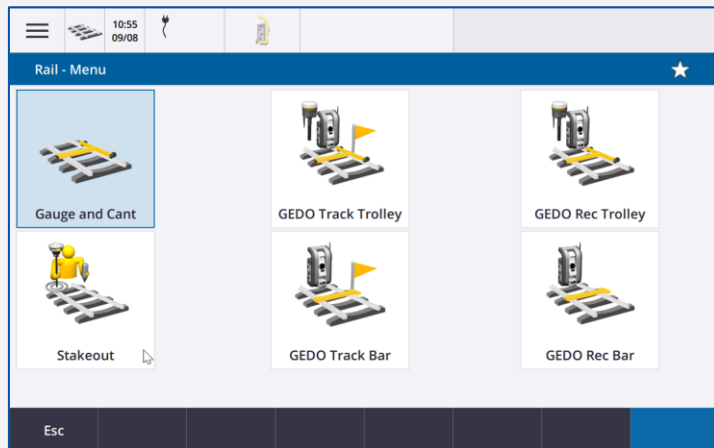 10:55
09/08
Rail - Menu
Gauge and Cant
GEDO Track Trolley
GEDO Rec Trolley
Stakeout
GEDO Track Bar
GEDO Rec Bar
Esc